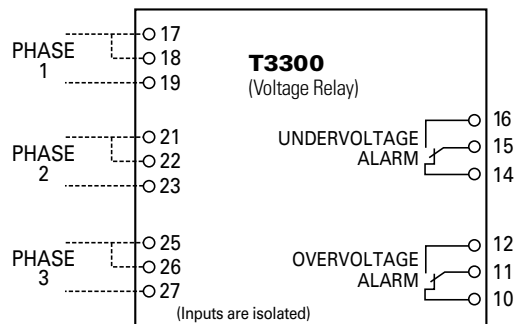 PHASE
1
17
18
19
T3300
(Voltage Relay)
PHASE
2
21
22
23
UNDERVOLTAGE
ALARM
16
15
14
PHASE
3
25
26
27
OVERVOLTAGE
ALARM
12
11
10
(Inputs are isolated)